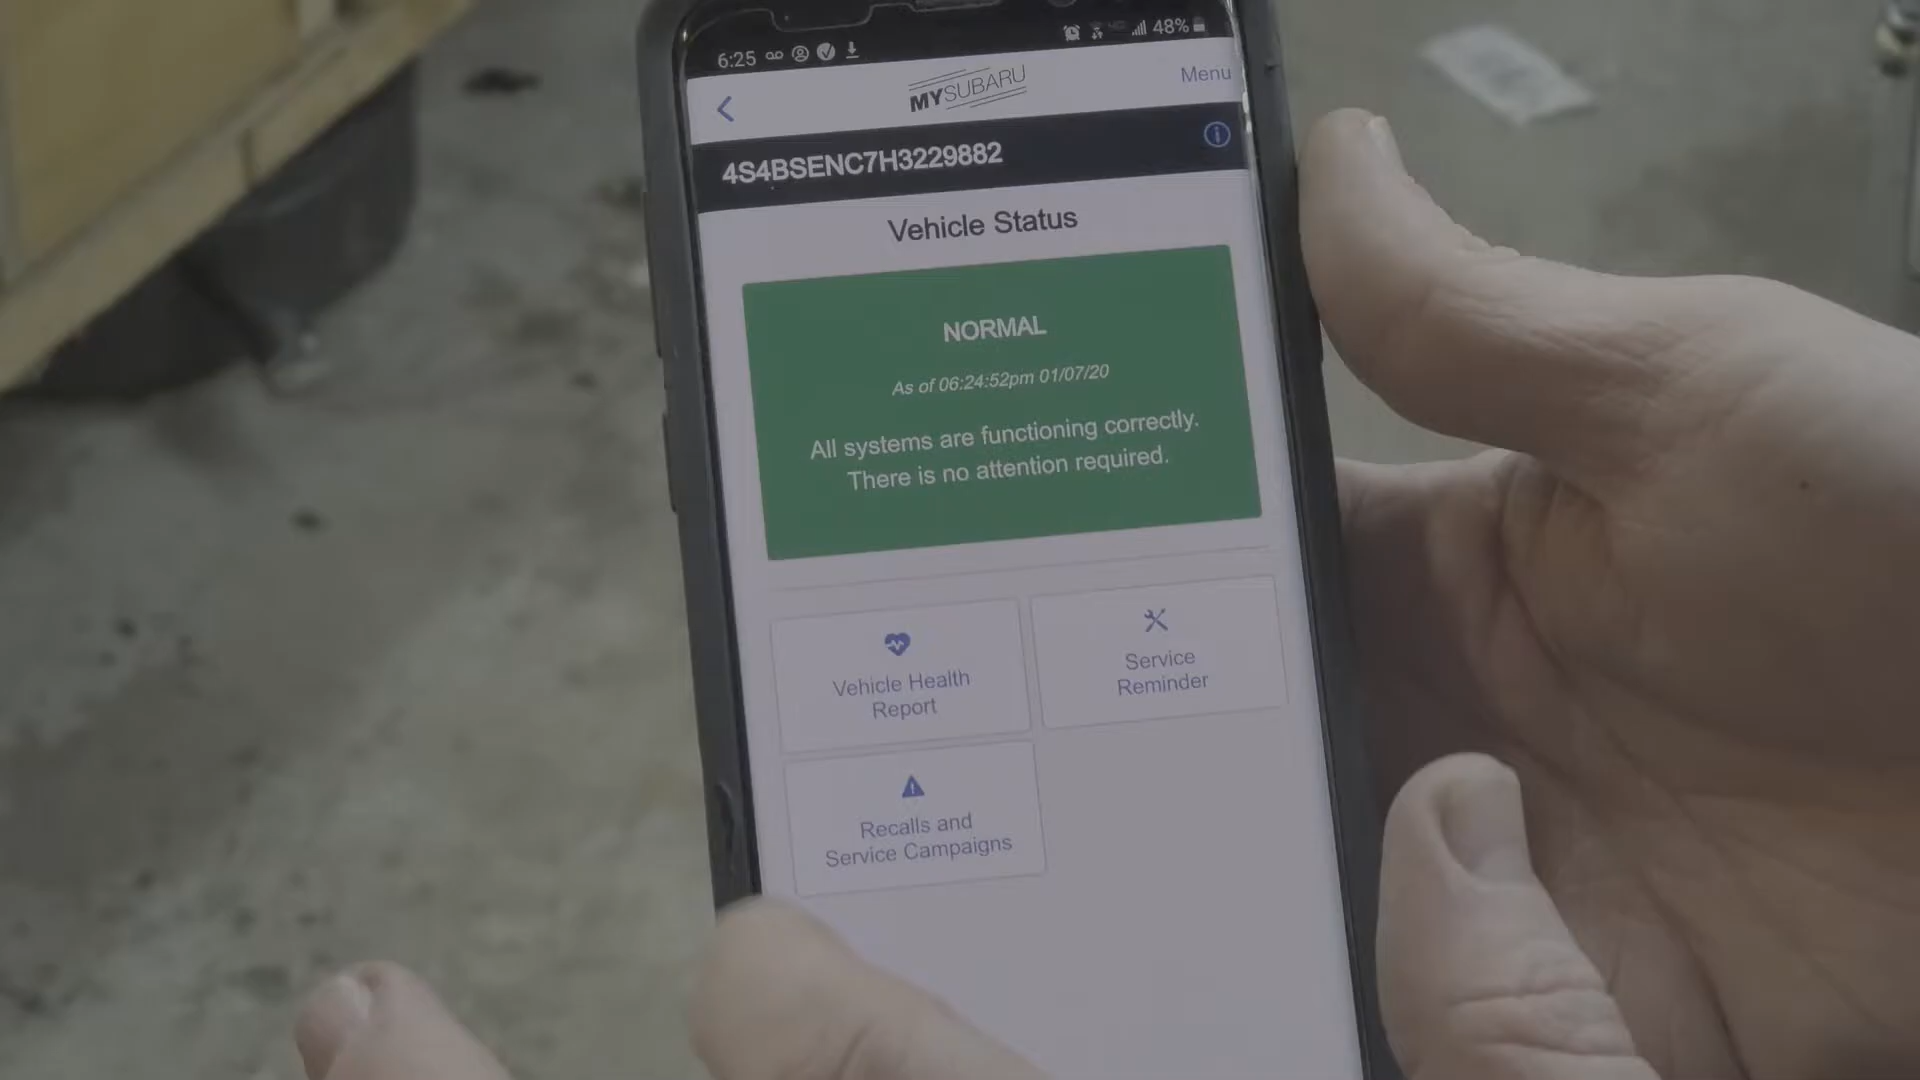 6:25
48%
MYSUBARU
Menu
4S4BSENC7H3229882
Vehicle Status
NORMAL
As of 06:24:52pm 01/07/20
All systems are functioning correctly.
There is no attention required.
Vehicle Health
Report
Service
Reminder
Recalls and
Service Campaigns